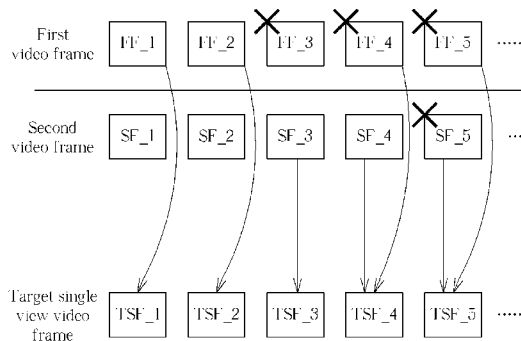 First
video frame
FF_1 FF_2 FF_3 FF_4 FF_5 .....
Second
video frame
SF_1 SF_2 SF_3 SF_4 SF_5 ...
Target single
view video
frame
TSF_1 TSF_2 TSF_3 TSF_4 TSF_5 .....